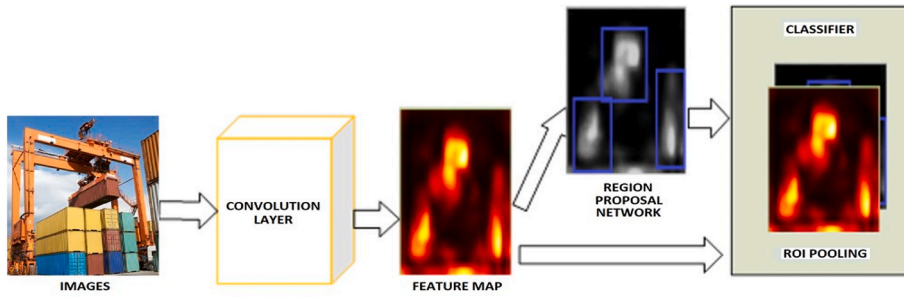 IMAGES
CONVOLUTION
LAYER
FEATURE MAP
REGION
PROPOSAL
NETWORK
CLASSIFIER
ROI POOLING